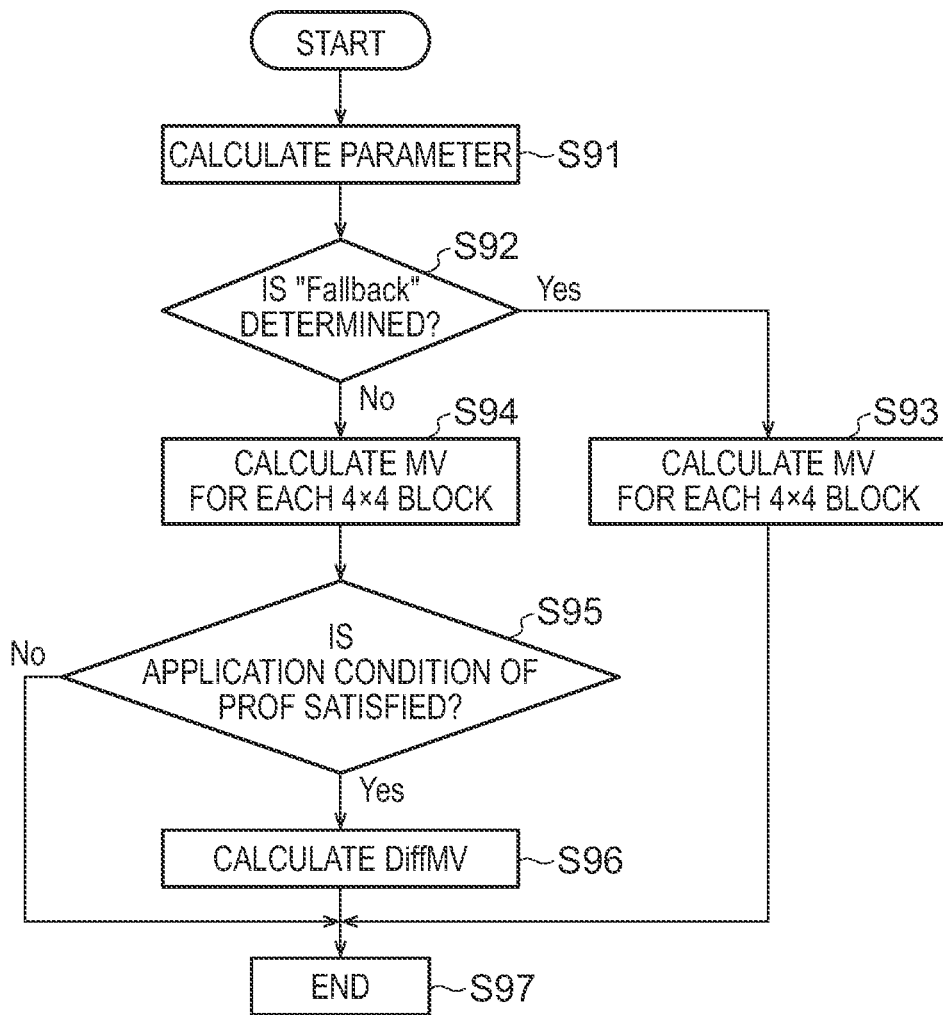 START
CALCULATE PARAMETER
S91
S92
IS "Fallback"
DETERMINED?
Yes
No
S94
CALCULATE MV
FOR EACH 4×4 BLOCK
S93
CALCULATE MV
FOR EACH 4×4 BLOCK
S95
IS
APPLICATION CONDITION OF
PROF SATISFIED?
No
Yes
CALCULATE DiffMV
S96
END
S97